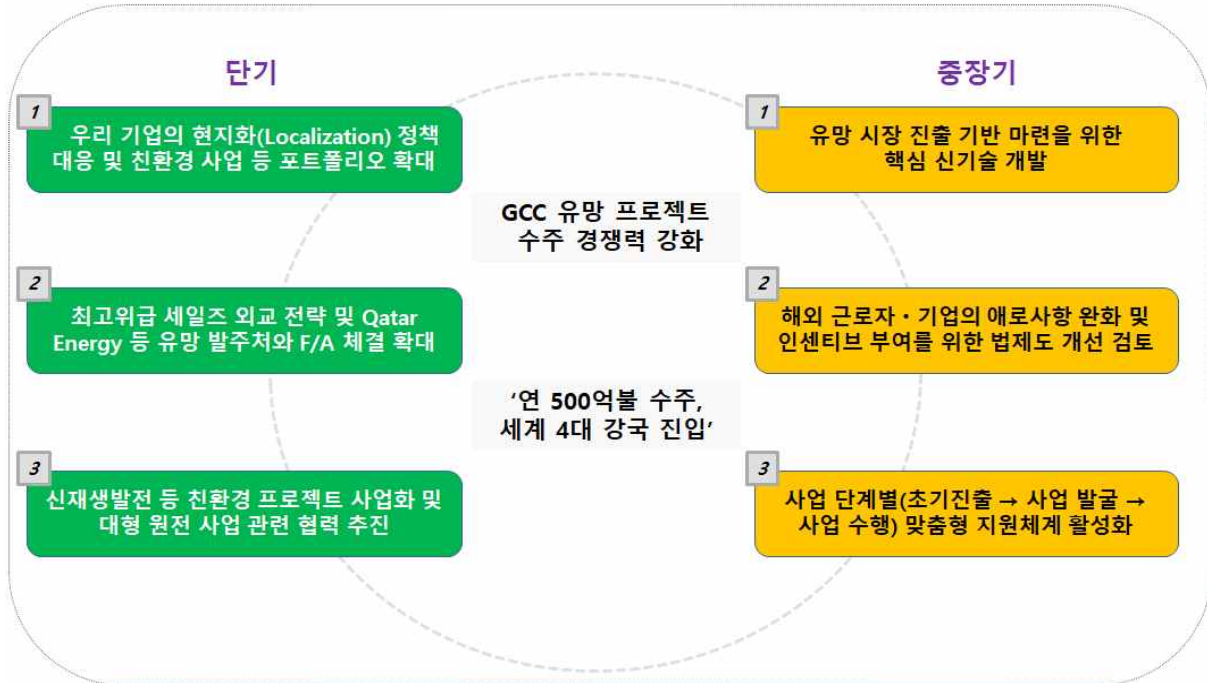 단기
1
우리 기업의 현지화(Localization) 정책
대응 및 친환경 사업 등 포트폴리오 확대
2
최고위급 세일즈 외교 전략 및 Qatar
Energy 등 유망 발주처와 F/A 체결 확대
3
신재생발전 등 친환경 프로젝트 사업화 및
대형 원전 사업 관련 협력 추진
GCC 유망 프로젝트
수주 경쟁력 강화
‘연 500억불 수주,
세계 4대 강국 진입’
중장기
1
유망 시장 진출 기반 마련을 위한
핵심 신기술 개발
2
해외 근로자・기업의 애로사항 완화 및
인센티브 부여를 위한 법제도 개선 검토
3
사업 단계별(초기진출 → 사업 발굴 →
사업 수행) 맞춤형 지원체계 활성화